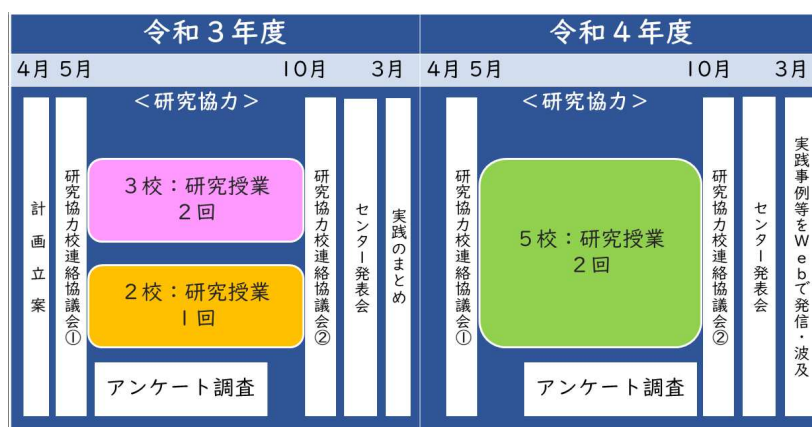 令和3年度
4月 5月 10月 3月
＜研究協力＞
計画立案
研究協力校連絡協議会①
3校：研究授業
2回
2校：研究授業
1回
アンケート調査
研究協力校連絡協議会②
センター発表会
実践のまとめ
令和4年度
4月 5月 10月 3月
＜研究協力＞
研究協力校連絡協議会①
5校：研究授業
2回
アンケート調査
研究協力校連絡協議会②
センター発表会
実践事例等をWebで発信・波及